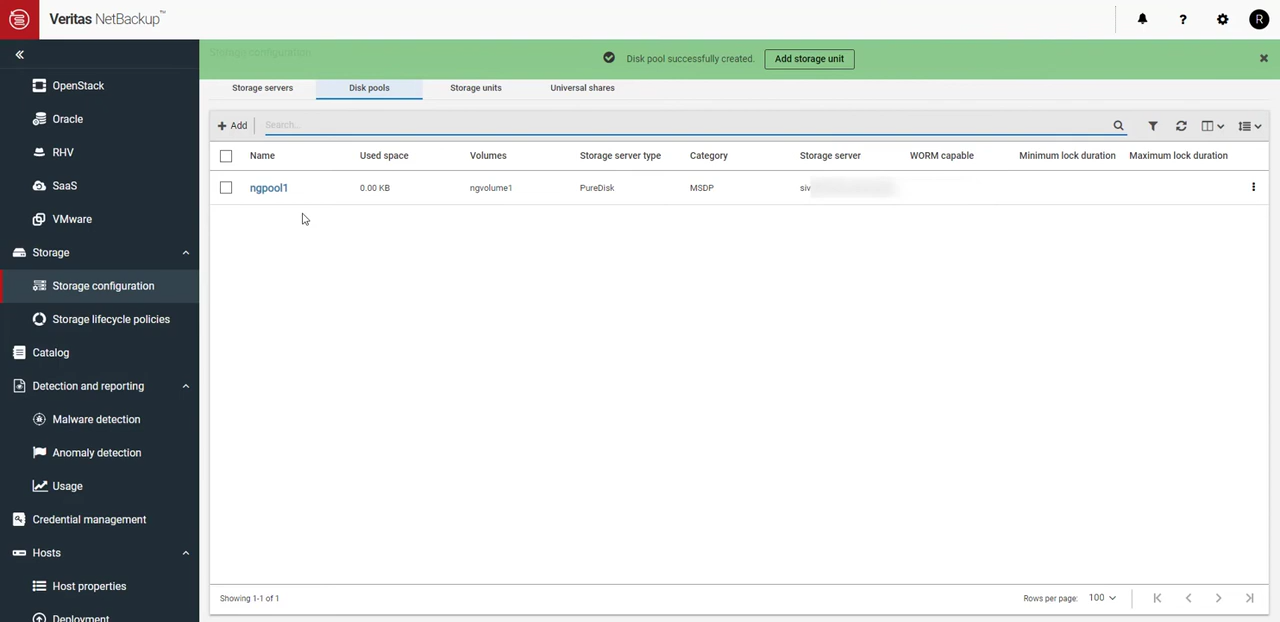 Veritas NetBackup™
R
Storage configuration
Disk pool successfully created. Add storage unit
OpenStack
Oracle
RHV
SaaS
VMware
Storage
Storage configuration
Storage lifecycle policies
Catalog
Detection and reporting
Malware detection
Anomaly detection
Usage
Credential management
Hosts
Host properties
Deployment
Storage servers Disk pools Storage units Universal shares
Add Search...
Name Used space Volumes Storage server type Category Storage server WORM capable Minimum lock duration Maximum lock duration
ngpool1 0.00 KB ngvolume1 PureDisk MSDP siv
Showing 1-1 of 1 Rows per page: 100